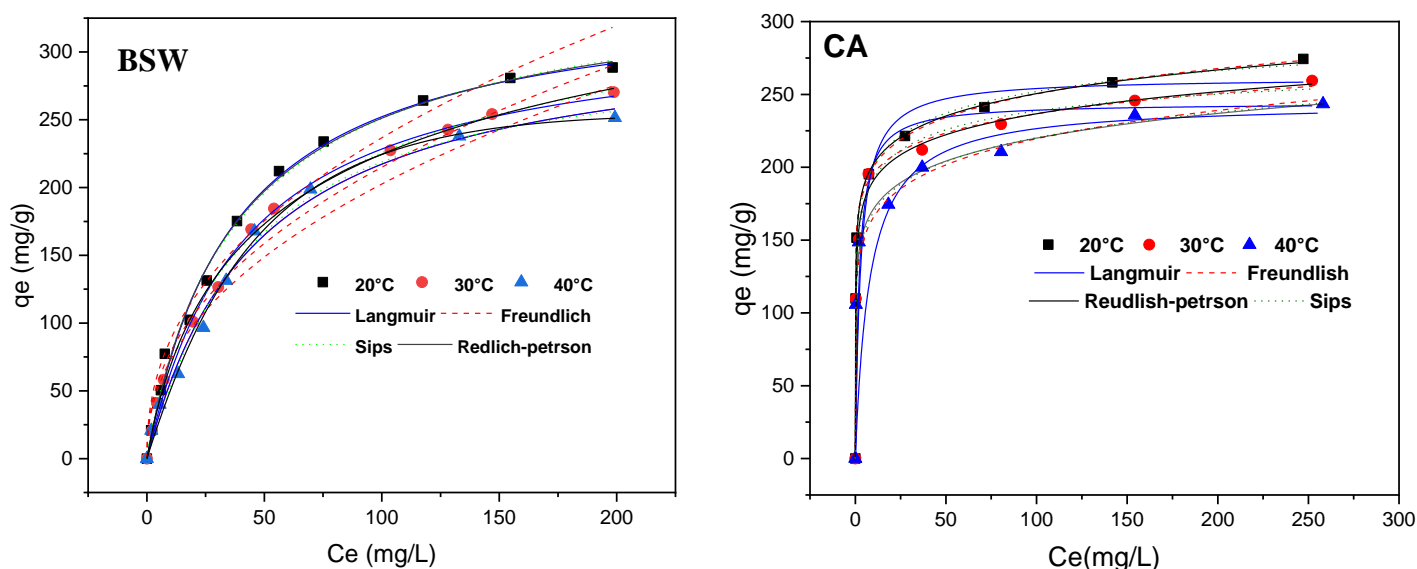 BSW
300
250
200
150
100
50
0
qe (mg/g)
20°C 30°C 40°C
Langmuir Freundlich
Sips Redlich-petrson
0 50 100 150 200
Ce (mg/L)
CA
300
250
200
150
100
50
0
qe (mg/g)
20°C 30°C 40°C
Langmuir Freundlish
Reudlish-petrson Sips
0 50 100 150 200 250 300
Ce(mg/L)